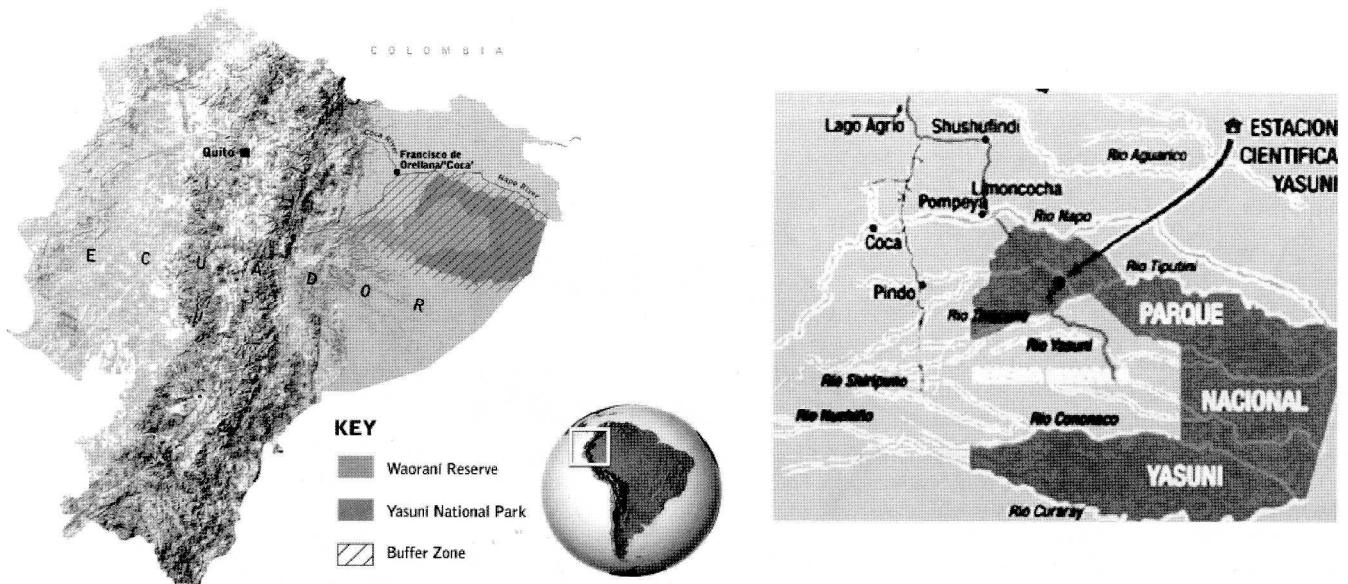 COLOMBIA
Coca River
Quito
Francisco de
Orellana/'Coca'
Napo River
E C U A D O R
KEY
Waoraní Reserve
Yasuní National Park
Buffer Zone
Lago Agrio
Shushufindi
Rio Aguarico
ESTACION
CIENTIFICA
YASUNI
Limoncocha
Pompeya
Rio Napo
Coca
Rio Tiputini
Pindo
PARQUE
Rio
Rio Yasuni
Rio Shiripuno
NACIONAL
Rio Nushiño
Rio Cononaco
YASUNI
Rio Curaray